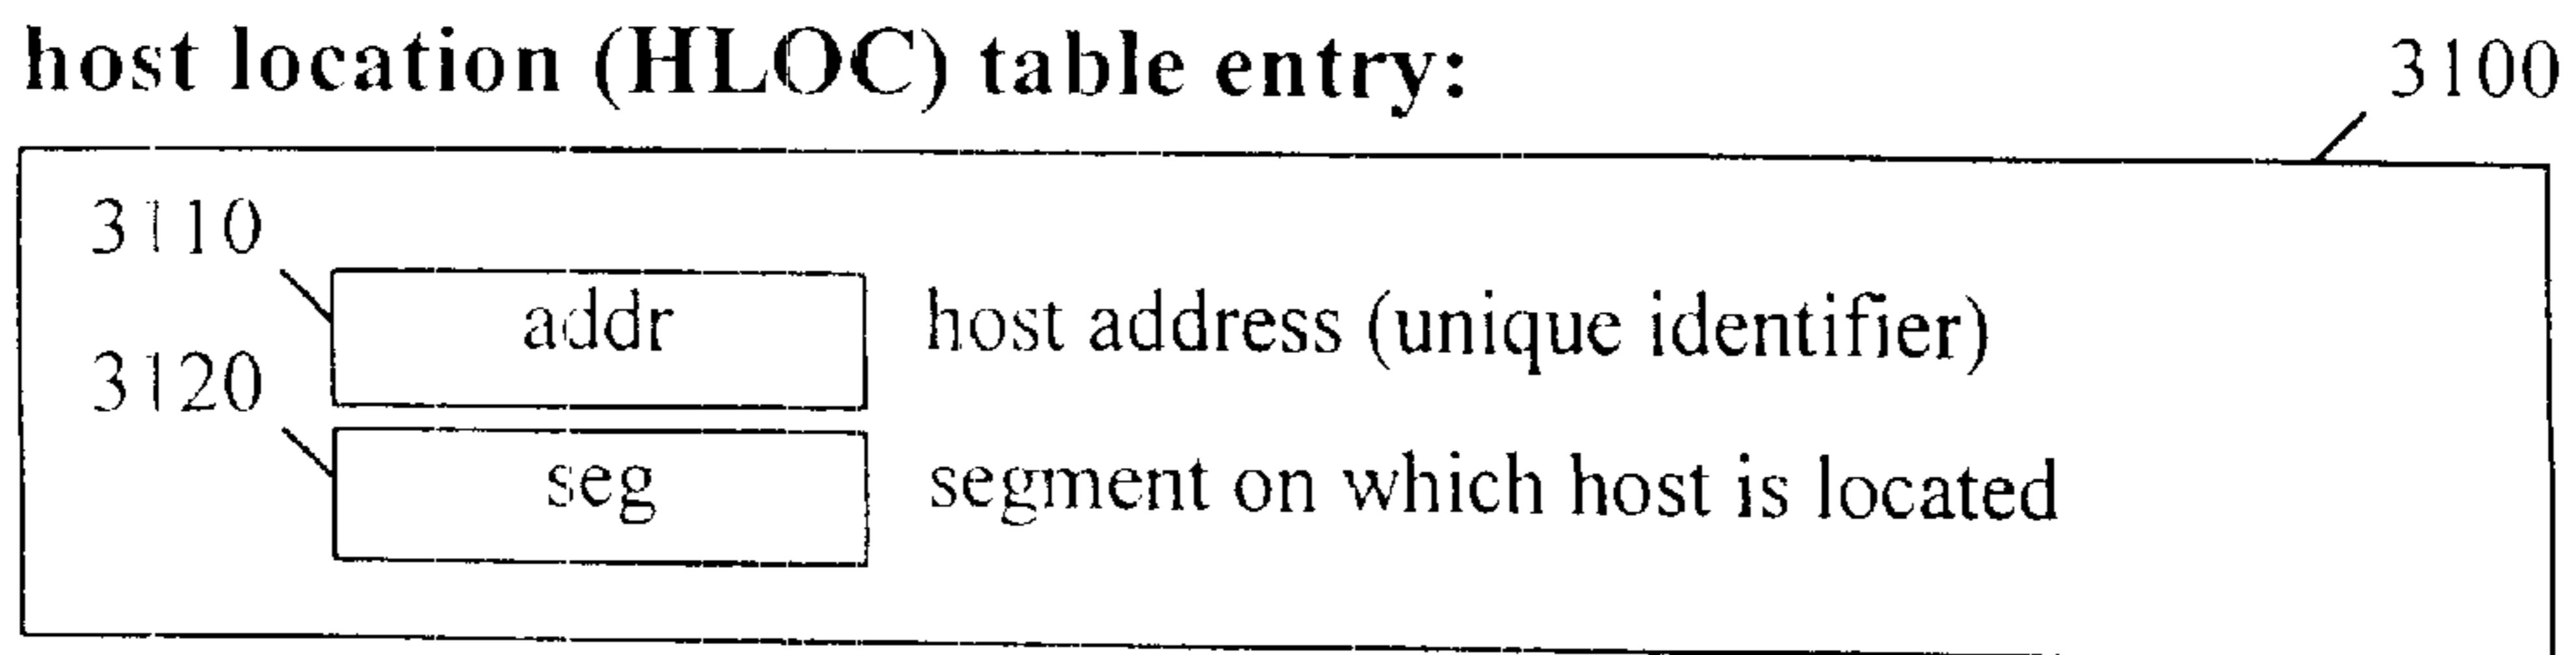 host location (HLOC) table entry:
3100
3110
addr host address (unique identifier)
3120
seg segment on which host is located